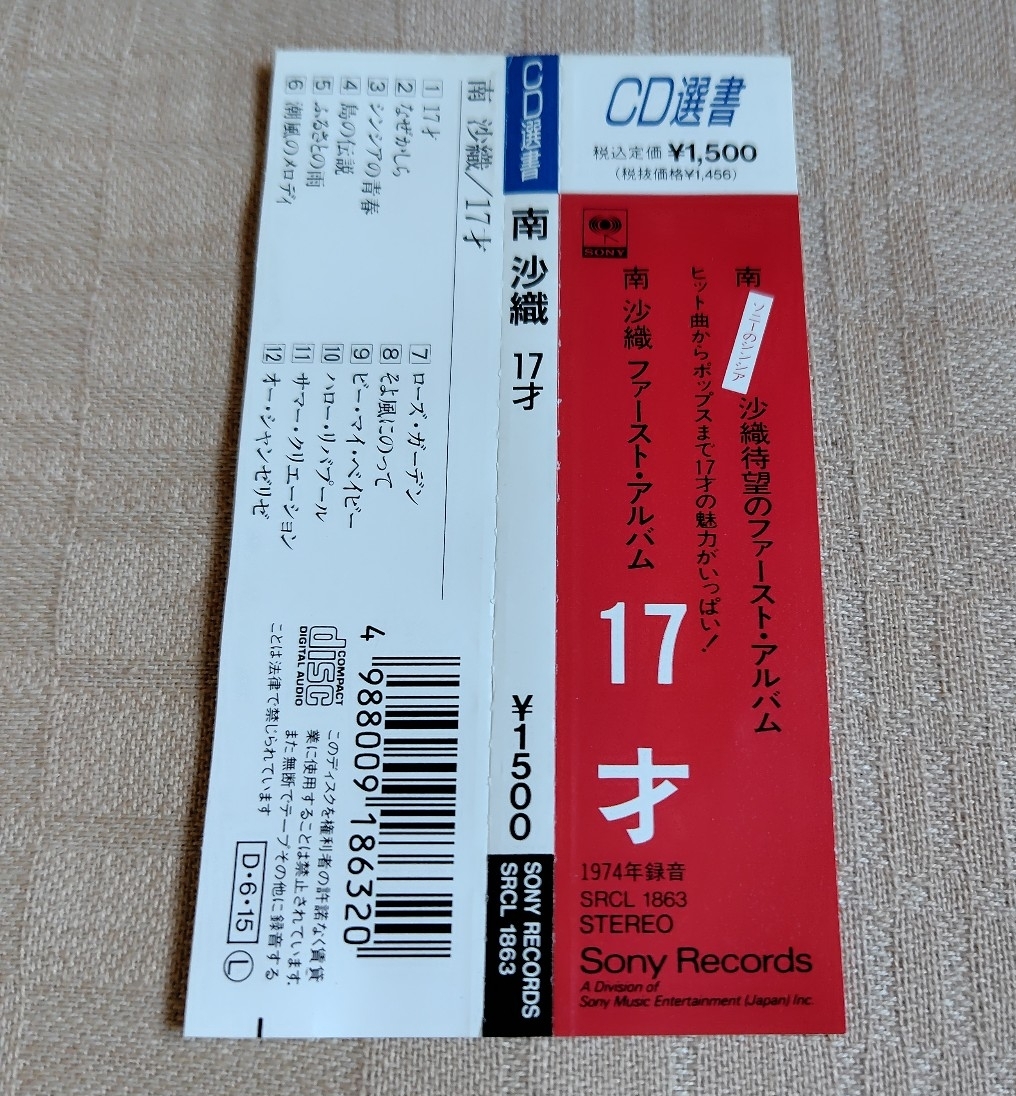 CD選書
税込定価 ¥1,500
(税抜価格¥1,456)
SONY
南 沙織待望のファースト・アルバム
ソニーのシンシア
ヒット曲からポップスまで17才の魅力がいっぱい!
南 沙織 ファースト・アルバム
17才
1974年録音
SRCL 1863
STEREO
Sony Records
A Division of
Sony Music Entertainment (Japan) Inc.
CD選書
南 沙織 17才
¥1500
SONY RECORDS
SRCL 1863
南 沙織/17才
1 17才
2 なぜかしら
3 シンシアの青春
4 島の伝説
5 ふるさとの雨
6 潮風のメロディ
7 ローズ・ガーデン
8 そよ風にのって
9 ビー・マイ・ベイビー
10 ハロー・リバプール
11 サマー・クリエーション
12 オー・シャンゼリゼ
4 988009 186320
COMPACT
disc
DIGITAL AUDIO
このディスクを権利者の許諾なく賃貸
業に使用することは禁止されています。
また無断でテープその他に録音する
ことは法律で禁じられています
D・6・15
L